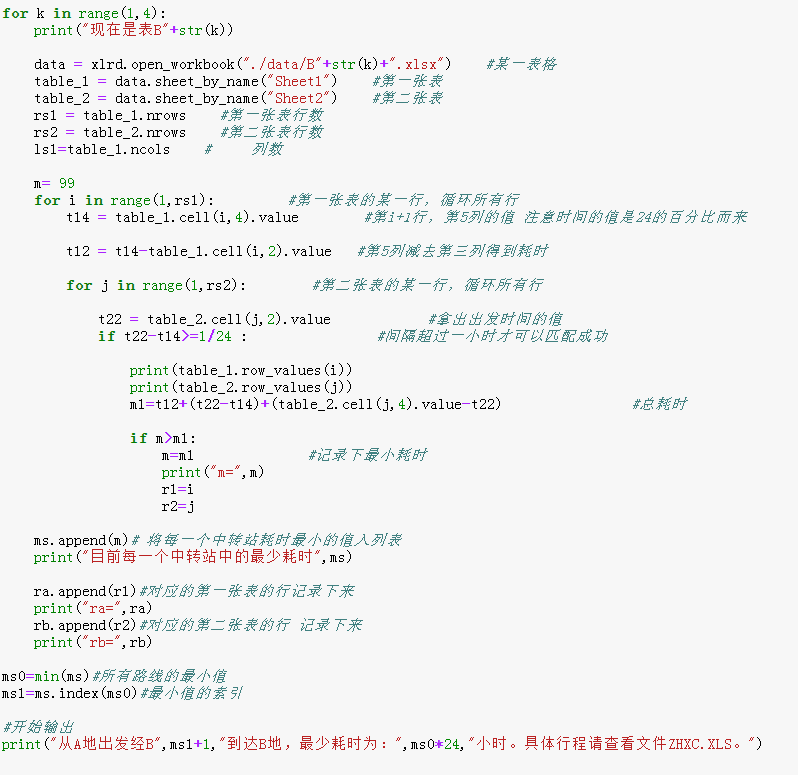 for k in range(1,4):
    print("现在是表B"+str(k))
    data = xlrd.open_workbook("./data/B"+str(k)+".xlsx")    #某一表格
    table_1 = data.sheet_by_name("Sheet1")    #第一张表
    table_2 = data.sheet_by_name("Sheet2")    #第二张表
    rs1 = table_1.nrows    #第一张表行数
    rs2 = table_2.nrows    #第二张表行数
    ls1=table_1.ncols    #    列数
    m= 99
    for i in range(1,rs1):        #第一张表的某一行，循环所有行
        t14 = table_1.cell(i,4).value        #第i+1行，第5列的值 注意时间的值是24的百分比而来
        t12 = t14-table_1.cell(i,2).value    #第5列减去第三列得到耗时
        for j in range(1,rs2):        #第二张表的某一行，循环所有行
            t22 = table_2.cell(j,2).value            #拿出出发时间的值
            if t22-t14>=1/24 :                #间隔超过一小时才可以匹配成功
                print(table_1.row_values(i))
                print(table_2.row_values(j))
                m1=t12+(t22-t14)+(table_2.cell(j,4).value-t22)                #总耗时
                if m>m1:
                    m=m1              #记录下最小耗时
                    print("m=",m)
                    r1=i
                    r2=j
    ms.append(m)# 将每一个中转站耗时最小的值入列表
    print("目前每一个中转站中的最少耗时",ms)
    ra.append(r1)#对应的第一张表的行记录下来
    print("ra=",ra)
    rb.append(r2)#对应的第二张表的行 记录下来
    print("rb=",rb)
ms0=min(ms)#所有路线的最小值
ms1=ms.index(ms0)#最小值的索引
#开始输出
print("从A地出发经B",ms1+1,"到达B地，最少耗时为：",ms0*24,"小时。具体行程请查看文件ZHXC.XLS。")